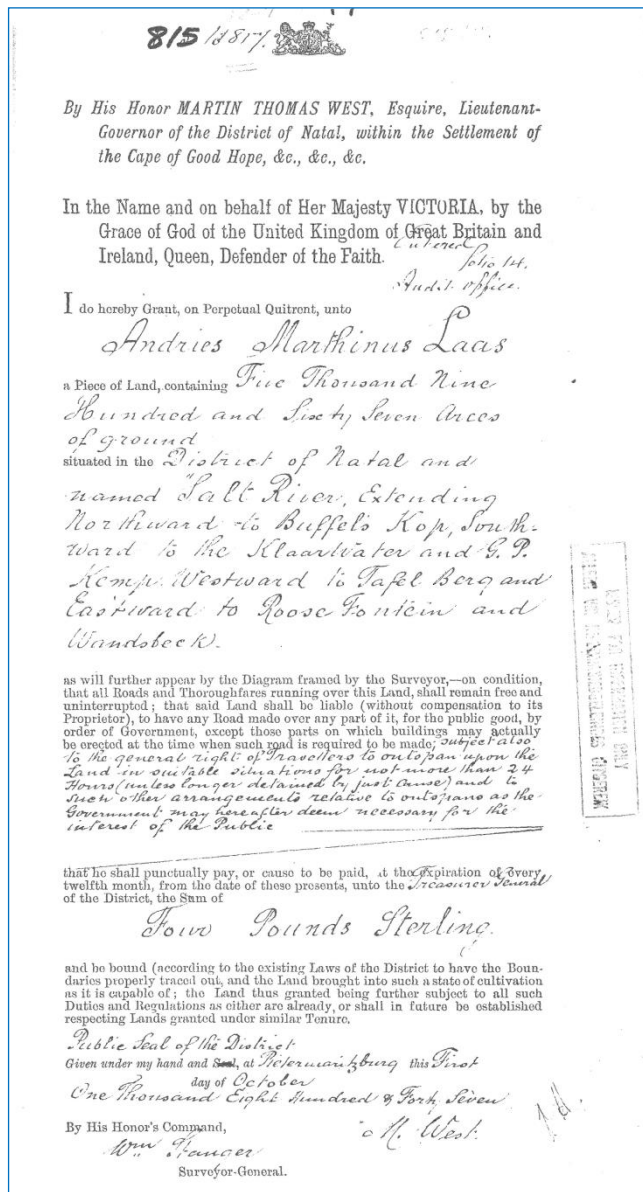 815/1817.
By His Honor MARTIN THOMAS WEST, Esquire, Lieutenant-
Governor of the District of Natal, within the Settlement of
the Cape of Good Hope, &c., &c., &c.
In the Name and on behalf of Her Majesty VICTORIA, by the
Grace of God of the United Kingdom of Great Britain and
Ireland, Queen, Defender of the Faith.
Entered
folio 14.
Audit office.
I do hereby Grant, on Perpetual Quitrent, unto
Andries Marthinus Laas
a Piece of Land, containing Five Thousand Nine
Hundred and Sixty Seven Acres
of ground
situated in the District of Natal and
named "Salt River, Extending
Northward to Buffels Kop, South-
ward to the Klaarwater and G. P.
Kemp. Westward to Tafel Berg and
Eastward to Roose Fontein and
Wandsbeck.
as will further appear by the Diagram framed by the Surveyor,—on condition,
that all Roads and Thoroughfares running over this Land, shall remain free and
uninterrupted; that said Land shall be liable (without compensation to its
Proprietor), to have any Road made over any part of it, for the public good, by
order of Government, except those parts on which buildings may actually
be erected at the time when such road is required to be made; subject also
to the general right of Travellers to outspan upon the
Land in suitable situations for not more than 24
Hours (unless longer detained by just Cause) and to
such other arrangements relative to outspans as the
Government may hereafter deem necessary for the
interest of the Public
that he shall punctually pay, or cause to be paid, at the expiration of every
twelfth month, from the date of these presents, unto the Treasurer General
of the District, the Sum of
Four Pounds Sterling.
and be bound (according to the existing Laws of the District to have the Boun-
daries properly traced out, and the Land brought into such a state of cultivation
as it is capable of; the Land thus granted being further subject to all such
Duties and Regulations as either are already, or shall in future be established
respecting Lands granted under similar Tenure.
Public Seal of the District
Given under my hand and Seal, at Pietermaritzburg this First
day of October
One Thousand Eight Hundred & Forty Seven
By His Honor's Command,
M. West.
Wm Stanger
Surveyor-General.